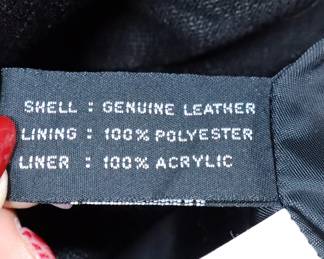 SHELL : GENUINE LEATHER
LINING : 100% POLYESTER
LINER : 100% ACRYLIC